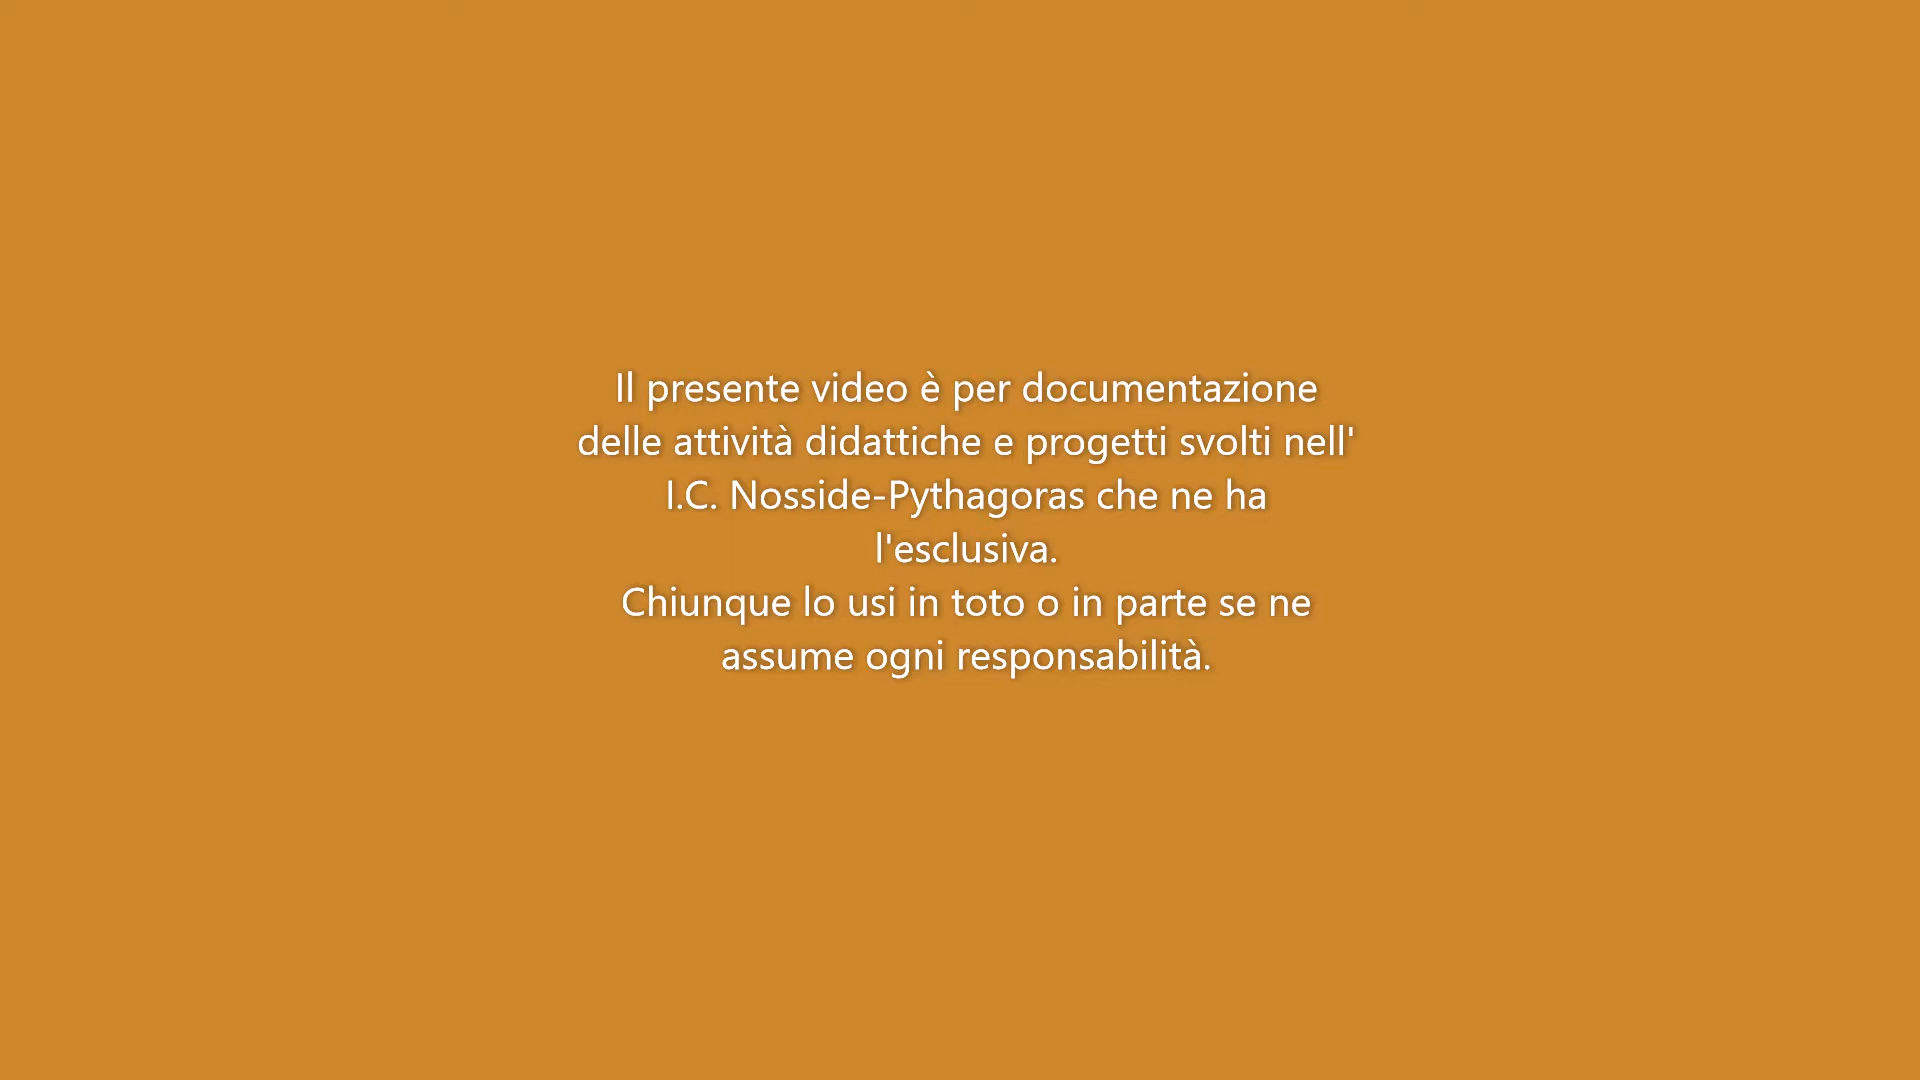 Il presente video è per documentazione
delle attività didattiche e progetti svolti nell'
I.C. Nosside-Pythagoras che ne ha
l'esclusiva.
Chiunque lo usi in toto o in parte se ne
assume ogni responsabilità.